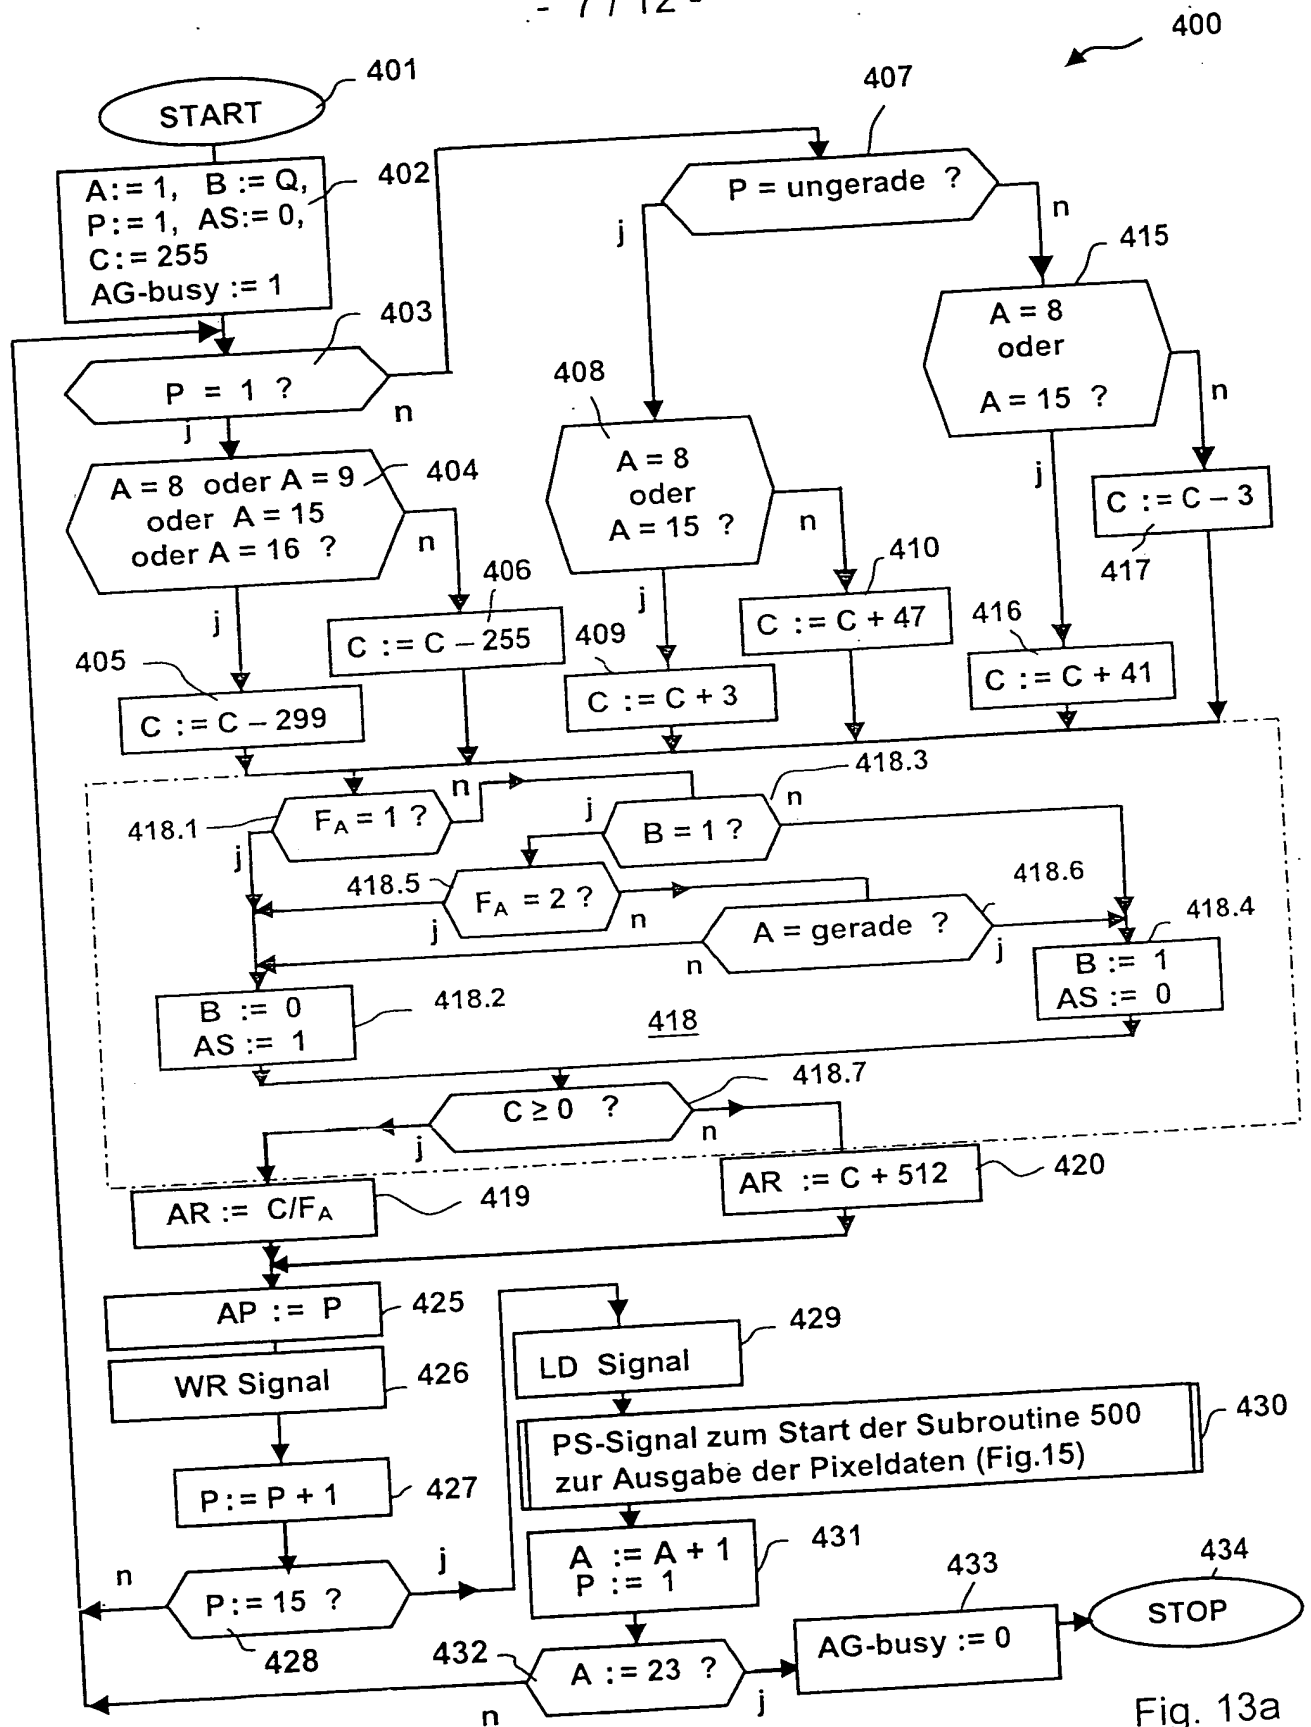 - 7 / 12 -
400
START
401
A:= 1, B := Q,
P:= 1, AS:= 0,
C:= 255
AG-busy := 1
402
P = 1 ?
403
j
n
A = 8 oder A = 9
oder A = 15
oder A = 16 ?
404
j
n
C := C – 299
405
C := C – 255
406
P = ungerade ?
407
j
n
A = 8
oder
A = 15 ?
408
j
n
C := C + 3
409
C := C + 47
410
A = 8
oder
A = 15 ?
415
j
n
C := C + 41
416
C := C – 3
417
FA = 1 ?
418.1
j
n
B = 1 ?
418.3
j
n
FA = 2 ?
418.5
j
n
A = gerade ?
418.6
n
j
B := 0
AS := 1
418.2
B := 1
AS := 0
418.4
418
C ≥ 0 ?
418.7
j
n
AR := C/FA
419
AR := C + 512
420
AP := P
425
WR Signal
426
P:= P + 1
427
P:= 15 ?
428
n
j
LD Signal
429
PS-Signal zum Start der Subroutine 500
zur Ausgabe der Pixeldaten (Fig.15)
430
A := A + 1
P := 1
431
A := 23 ?
432
n
j
AG-busy := 0
433
STOP
434
Fig. 13a